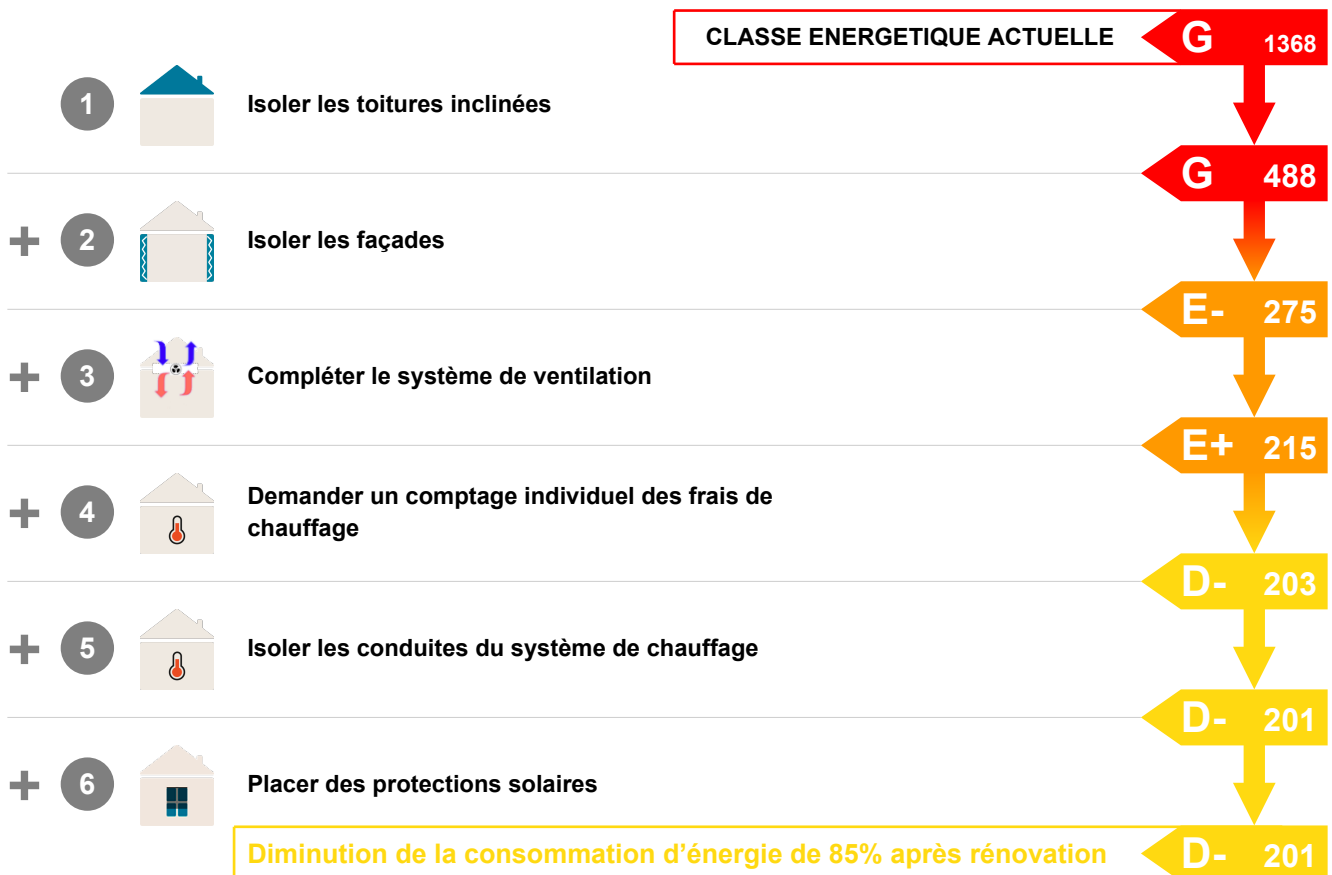 CLASSE ENERGETIQUE ACTUELLE G 1368
1 Isoler les toitures inclinées
G 488
+ 2 Isoler les façades
E- 275
+ 3 Compléter le système de ventilation
E+ 215
+ 4 Demander un comptage individuel des frais de
chauffage
D- 203
+ 5 Isoler les conduites du système de chauffage
D- 201
+ 6 Placer des protections solaires
Diminution de la consommation d’énergie de 85% après rénovation D- 201